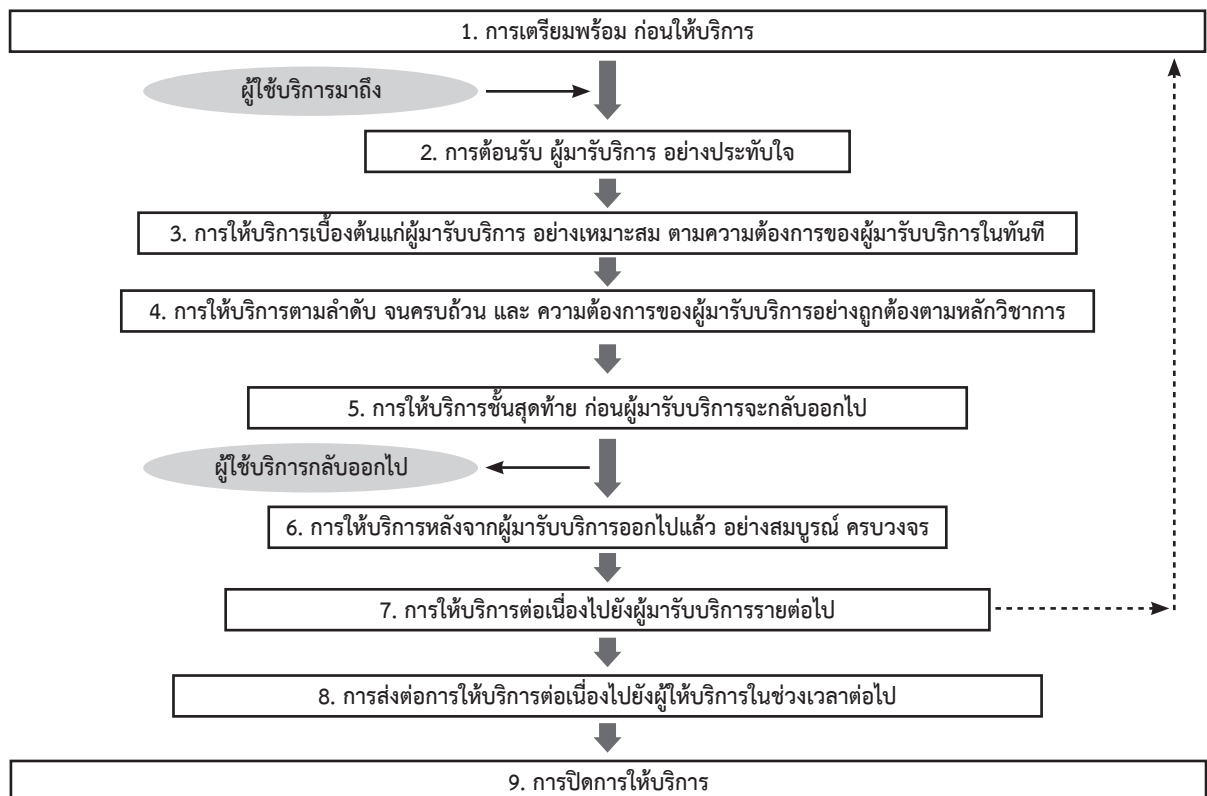 1. การเตรียมพร้อม ก่อนให้บริการ
ผู้ใช้บริการมาถึง
2. การต้อนรับ ผู้มารับบริการ อย่างประทับใจ
3. การให้บริการเบื้องต้นแก่ผู้มารับบริการ อย่างเหมาะสม ตามความต้องการของผู้มารับบริการในทันที
4. การให้บริการตามลำดับ จนครบถ้วน และ ความต้องการของผู้มารับบริการอย่างถูกต้องตามหลักวิชาการ
5. การให้บริการชั้นสุดท้าย ก่อนผู้มารับบริการจะกลับออกไป
ผู้ใช้บริการกลับออกไป
6. การให้บริการหลังจากผู้มารับบริการออกไปแล้ว อย่างสมบูรณ์ ครบวงจร
7. การให้บริการต่อเนื่องไปยังผู้มารับบริการรายต่อไป
8. การส่งต่อการให้บริการต่อเนื่องไปยังผู้ให้บริการในช่วงเวลาต่อไป
9. การปิดการให้บริการ